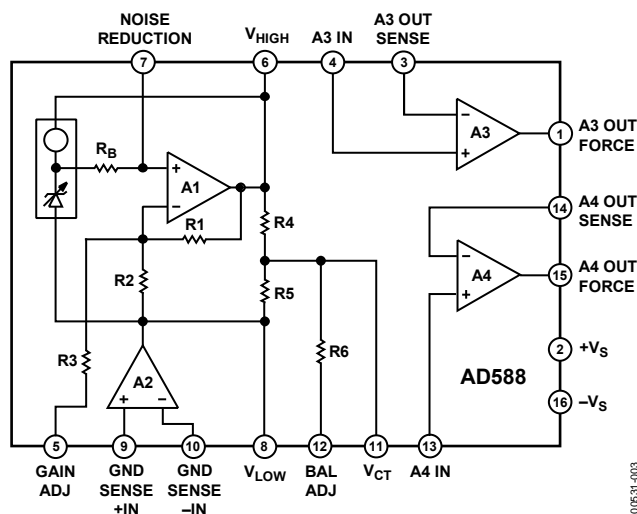 NOISE
REDUCTION
VHIGH
A3 IN
A3 OUT
SENSE
7
6
4
3
RB
+
A1
−
R1
R4
−
A3
+
1
A3 OUT
FORCE
14
A4 OUT
SENSE
R2
R5
−
A4
+
15
A4 OUT
FORCE
R3
A2
+
−
R6
AD588
2
+VS
16
−VS
5
9
10
8
12
11
13
GAIN
ADJ
GND
SENSE
+IN
GND
SENSE
−IN
VLOW
BAL
ADJ
VCT
A4 IN
00531-003